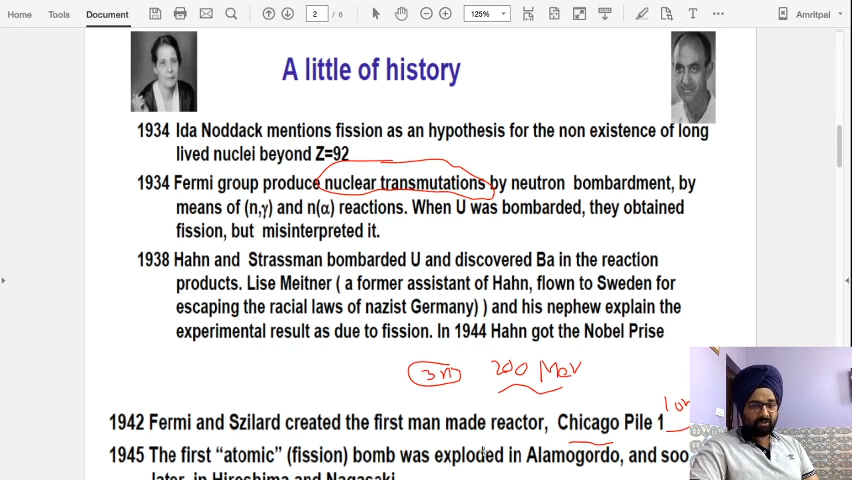 Home Tools Document 2 / 6 125% Amritpal
A little of history
1934 Ida Noddack mentions fission as an hypothesis for the non existence of long
lived nuclei beyond Z=92
1934 Fermi group produce nuclear transmutations by neutron bombardment, by
means of (n,γ) and n(α) reactions. When U was bombarded, they obtained
fission, but misinterpreted it.
1938 Hahn and Strassman bombarded U and discovered Ba in the reaction
products. Lise Meitner ( a former assistant of Hahn, flown to Sweden for
escaping the racial laws of nazist Germany) ) and his nephew explain the
experimental result as due to fission. In 1944 Hahn got the Nobel Prise
3n 200 MeV
1942 Fermi and Szilard created the first man made reactor, Chicago Pile 1
1945 The first “atomic” (fission) bomb was exploded in Alamogordo, and soo
later, in Hiroshima and Nagasaki